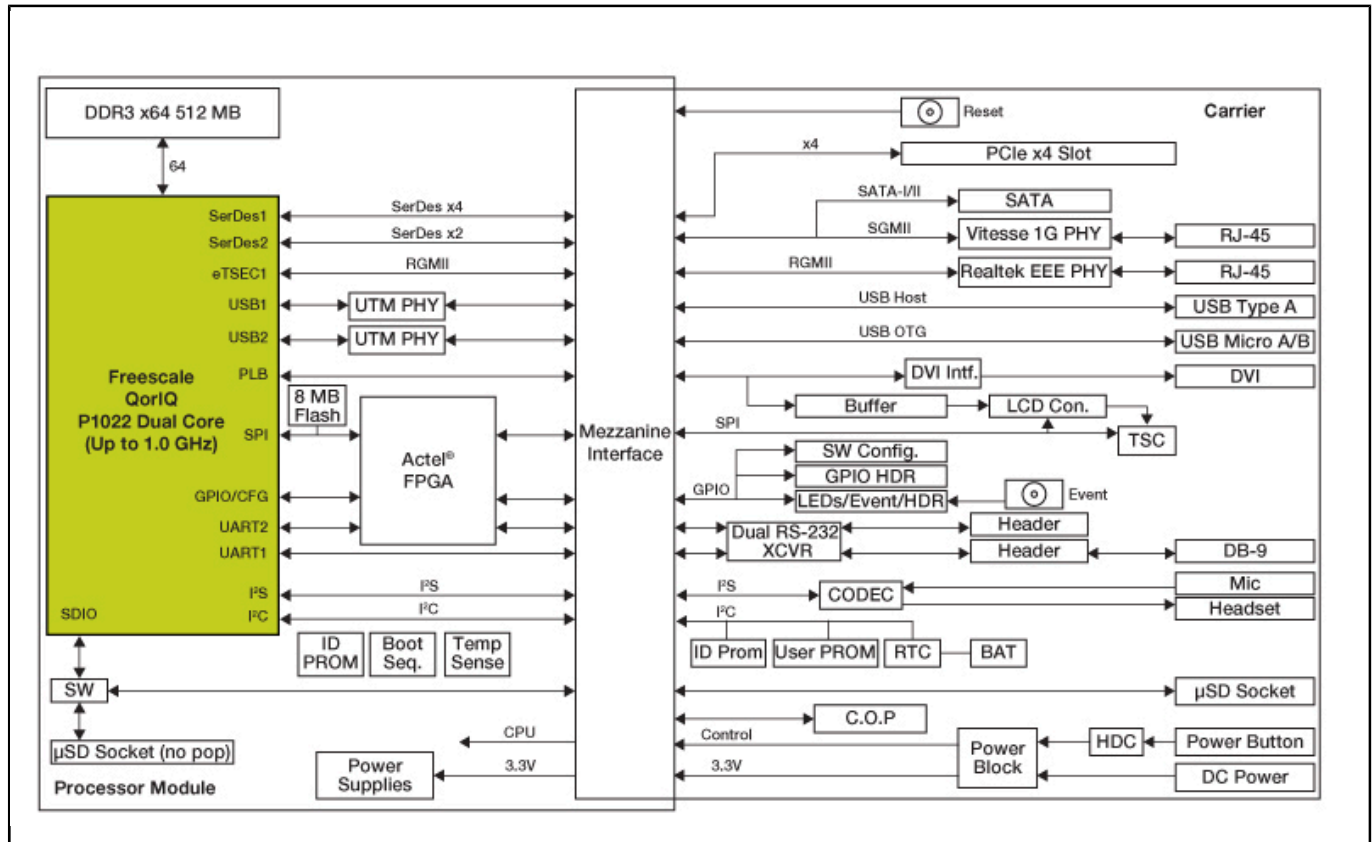 DDR3 x64 512 MB
64
Freescale
QorIQ
P1022 Dual Core
(Up to 1.0 GHz)
SerDes1
SerDes2
eTSEC1
USB1
USB2
PLB
SPI
GPIO/CFG
UART2
UART1
I²S
I²C
SDIO
SerDes x4
SerDes x2
RGMII
UTM PHY
UTM PHY
8 MB
Flash
Actel®
FPGA
I²S
I²C
ID
PROM
Boot
Seq.
Temp
Sense
SW
µSD Socket (no pop)
CPU
3.3V
Power
Supplies
Processor Module
Mezzanine
Interface
Carrier
Reset
x4
PCIe x4 Slot
SATA-I/II
SATA
SGMII
Vitesse 1G PHY
RJ-45
RGMII
Realtek EEE PHY
RJ-45
USB Host
USB Type A
USB OTG
USB Micro A/B
DVI Intf.
DVI
Buffer
LCD Con.
SPI
TSC
SW Config.
GPIO HDR
GPIO
LEDs/Event/HDR
Event
Dual RS-232
XCVR
Header
Header
DB-9
I²S
CODEC
Mic
Headset
I²C
ID Prom
User PROM
RTC
BAT
µSD Socket
C.O.P
Control
3.3V
Power
Block
HDC
Power Button
DC Power